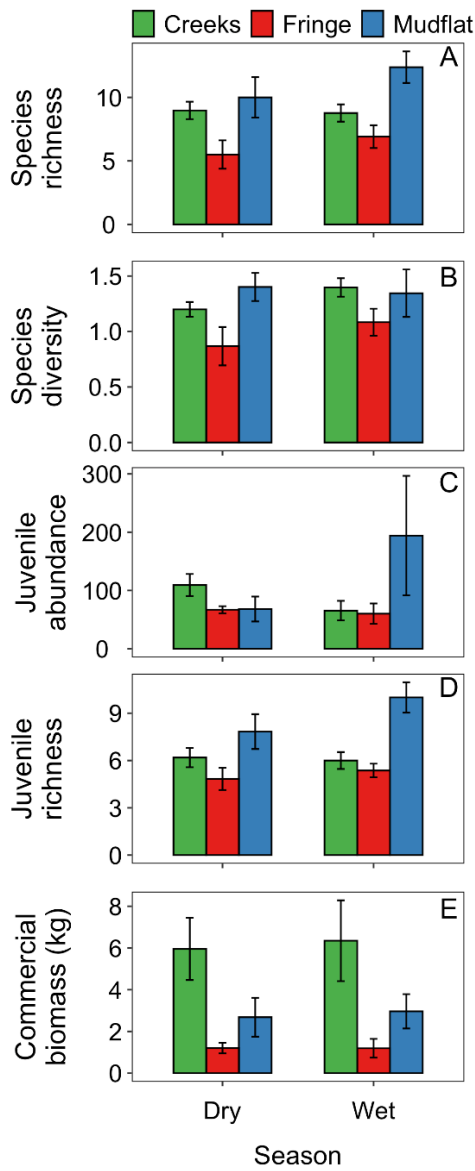 Creeks Fringe Mudflat
A
Species
richness
10
5
0
B
Species
diversity
1.5
1.0
0.5
0.0
C
Juvenile
abundance
300
200
100
0
D
Juvenile
richness
9
6
3
0
E
Commercial
biomass (kg)
8
6
4
2
0
Dry Wet
Season